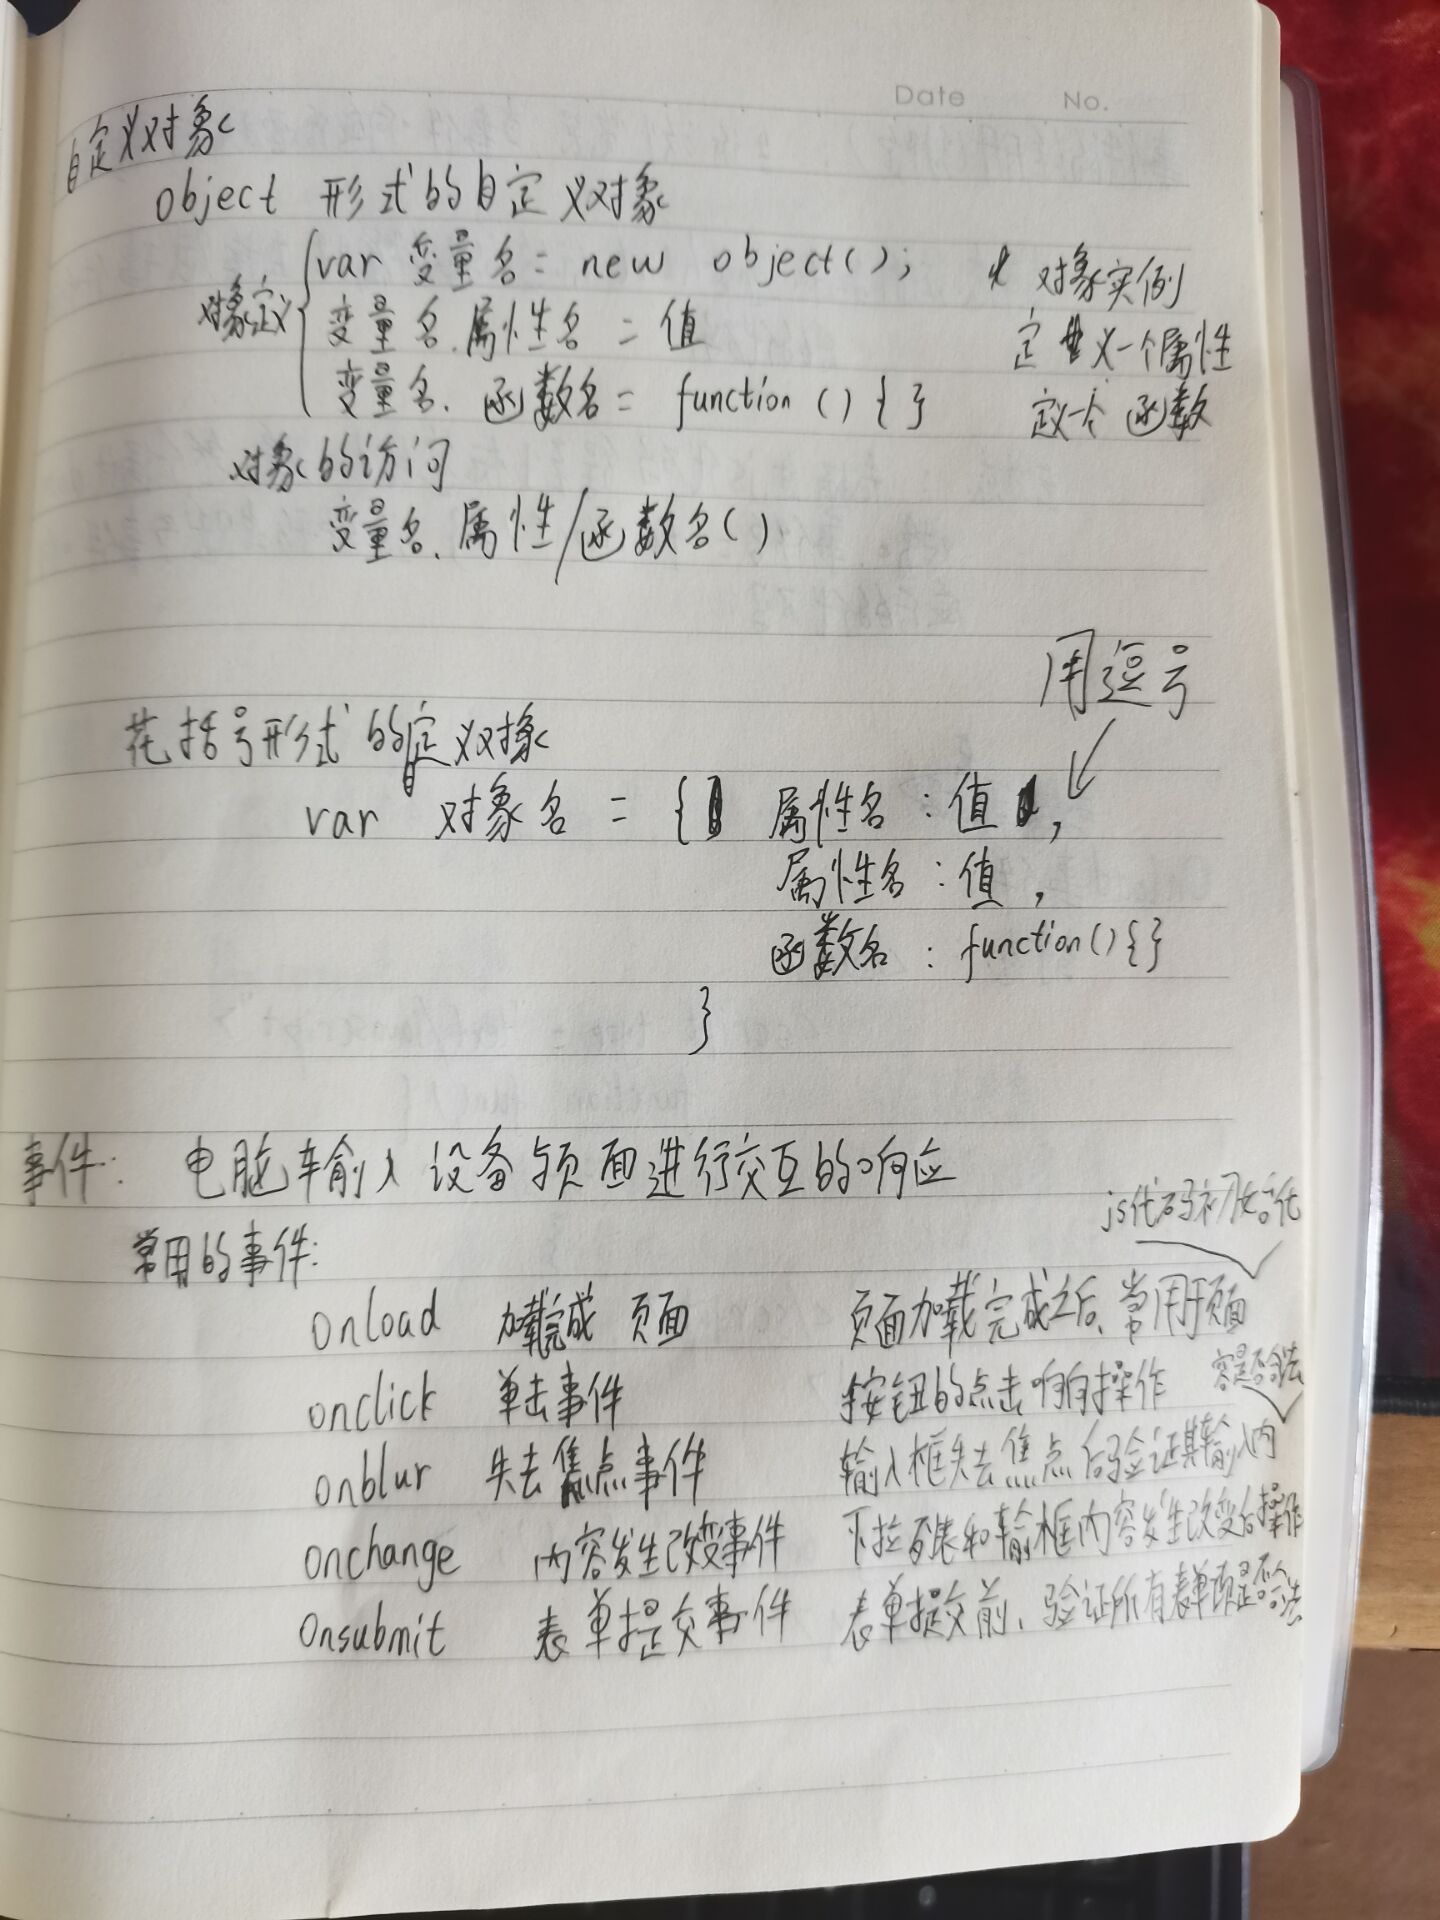 Date No.
自定义对象
object 形式的自定义对象
对象定义
var 变量名 = new object(); 对象实例
变量名.属性名 = 值 定义一个属性
变量名.函数名 = function () { } 定义一个函数
对象的访问
变量名.属性/函数名()
用逗号
花括号形式的自定义对象
var 对象名 = { 属性名 : 值 ,
属性名 : 值 ,
函数名 : function(){}
}
事件: 电脑输入设备与页面进行交互的响应
常用的事件:
js代码初始化
onload 加载完成 页面 页面加载完成之后、常用于页面
onclick 单击事件 按钮的点击响应操作
容是否合法
onblur 失去焦点事件 输入框失去焦点后验证其输入内
onchange 内容发生改变事件 下拉列表和输框内容发生改变后操作
onsubmit 表单提交事件 表单提交前、验证所有表单项是否合法